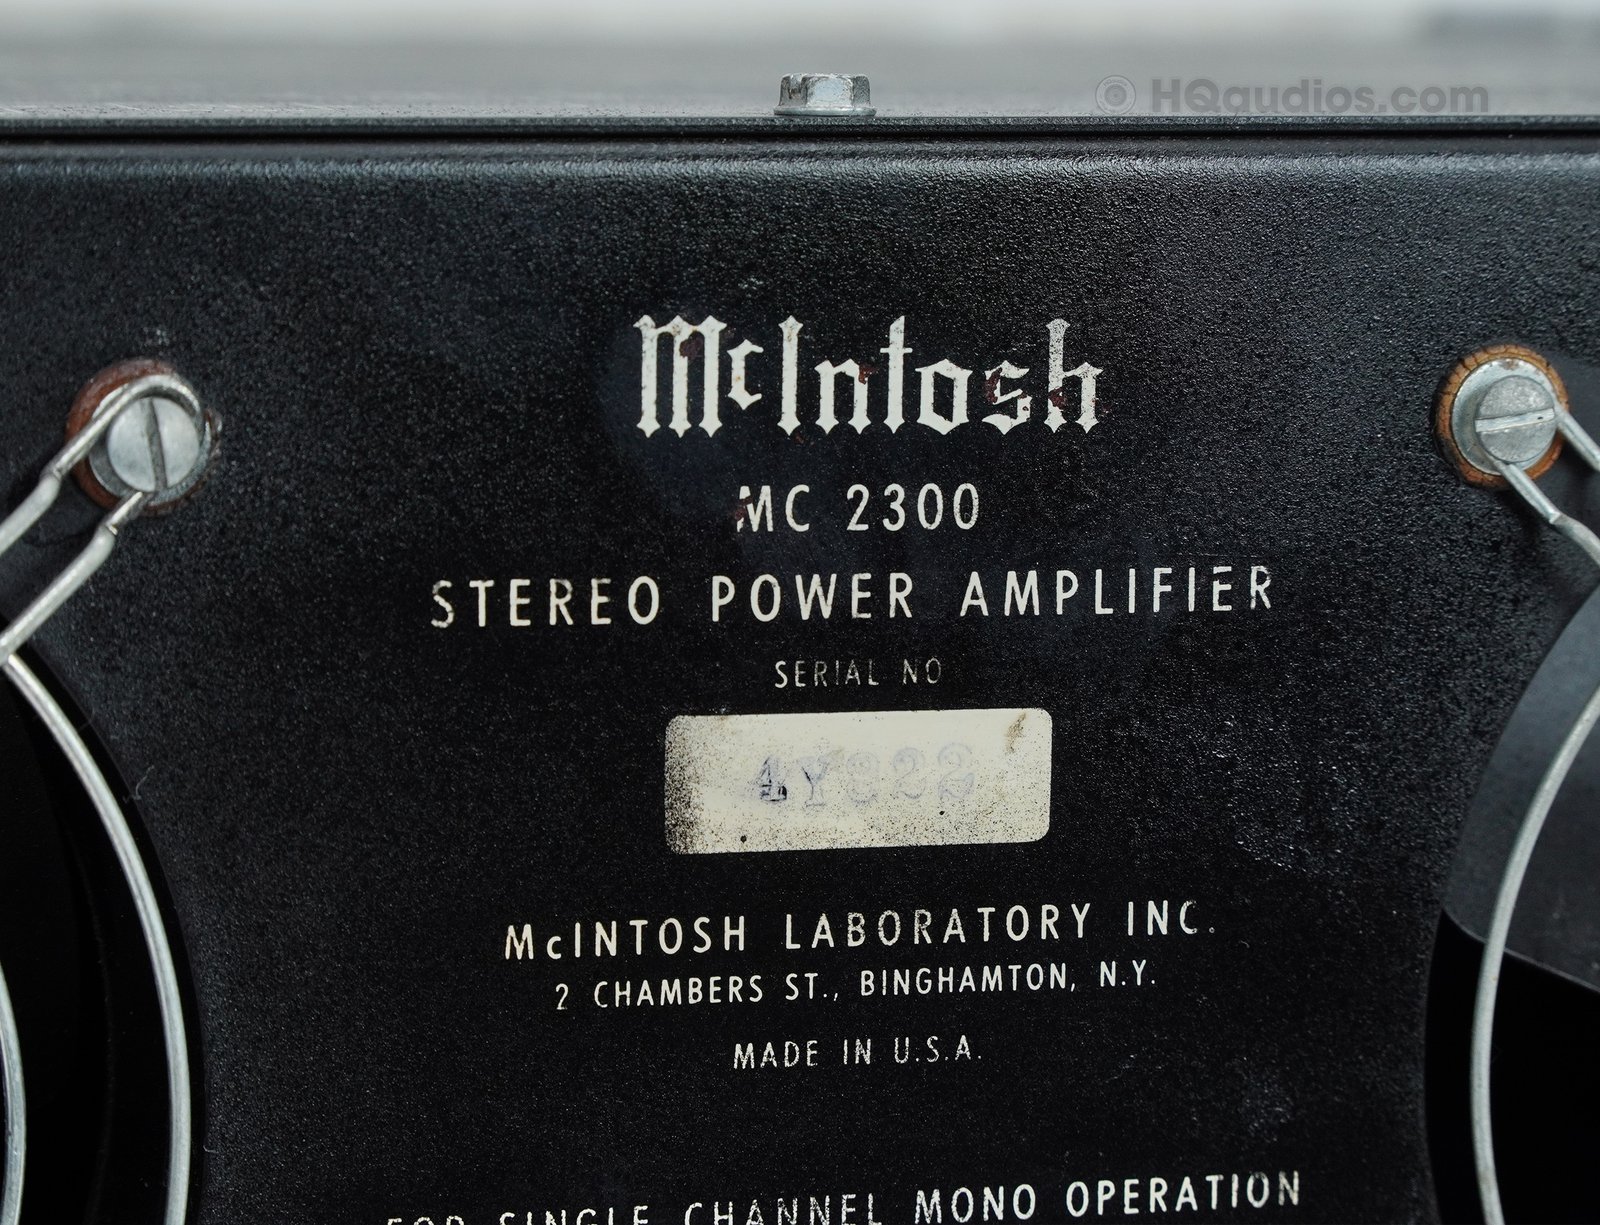 HQaudios.com
McIntosh
MC 2300
STEREO POWER AMPLIFIER
SERIAL NO
McINTOSH LABORATORY INC.
2 CHAMBERS ST., BINGHAMTON, N.Y.
MADE IN U.S.A.
FOR SINGLE CHANNEL MONO OPERATION